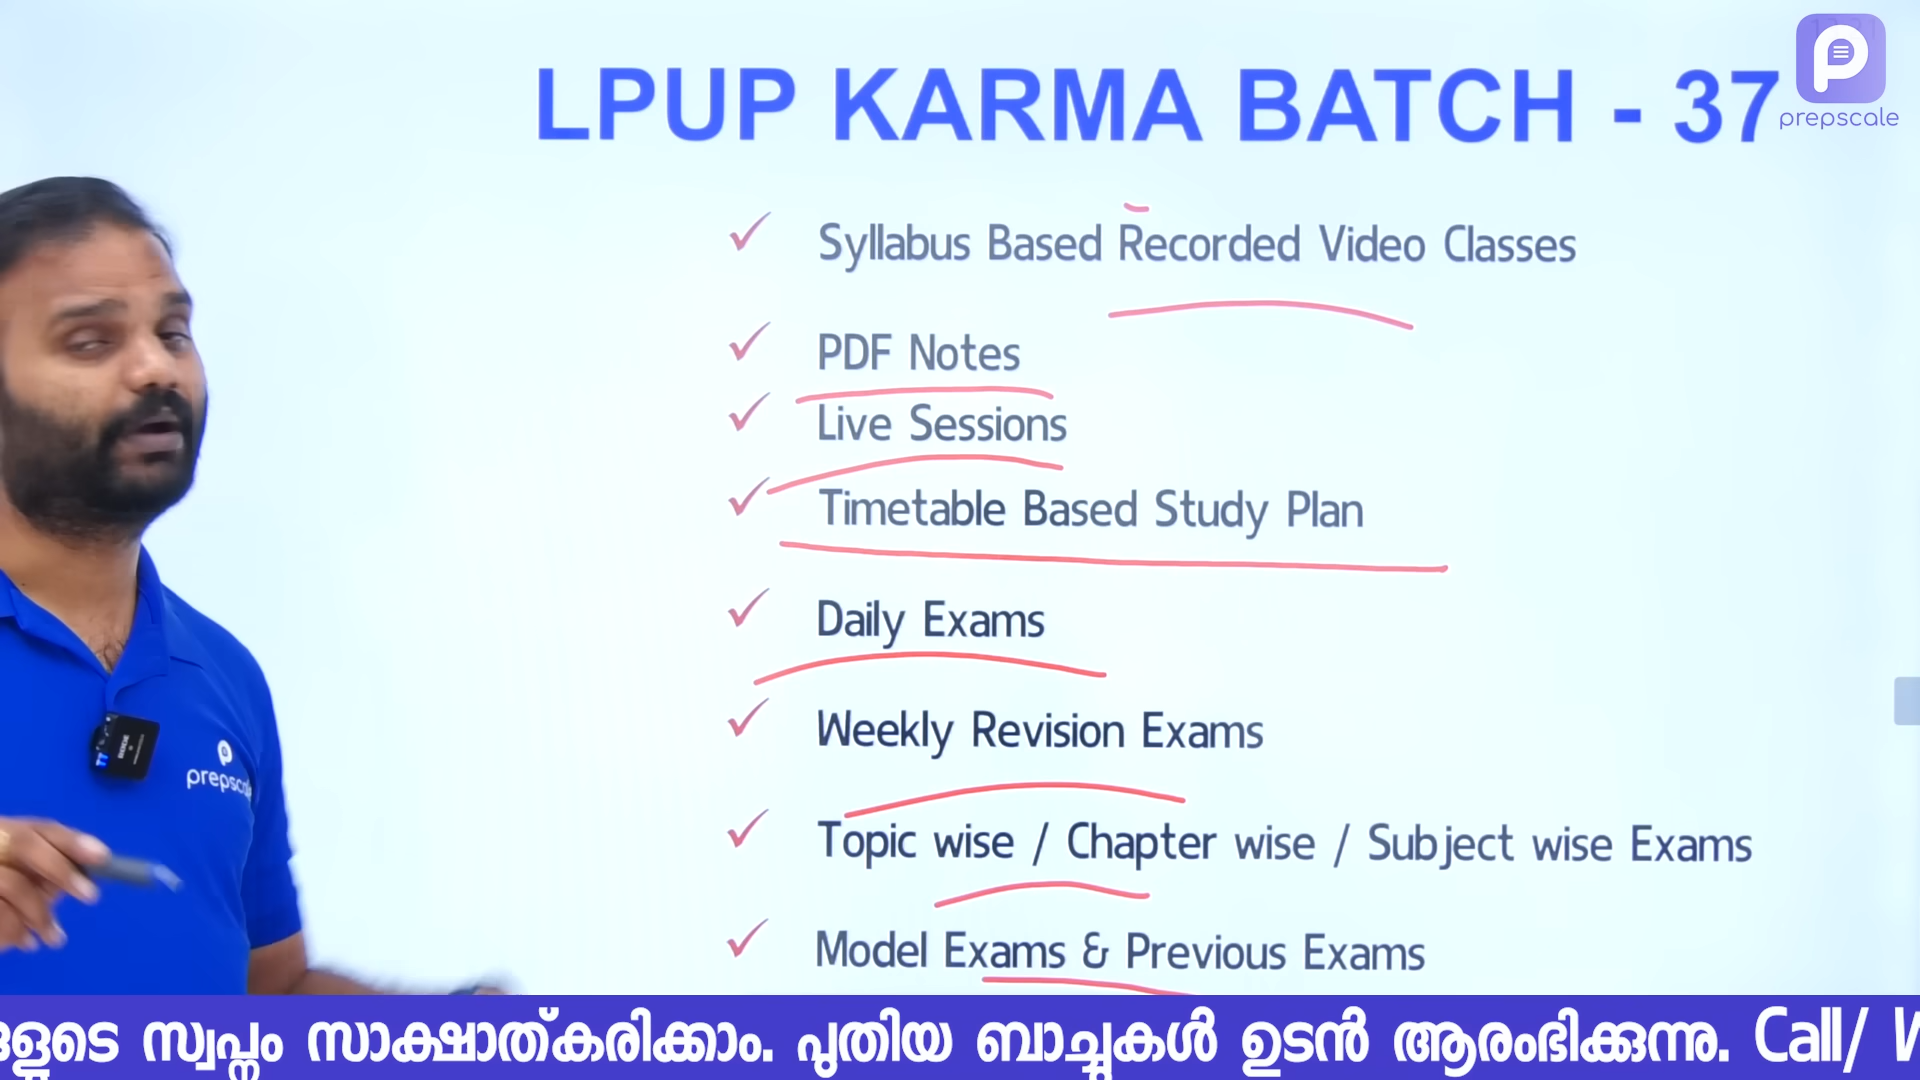 LPUP KARMA BATCH - 37
prepscale
✓ Syllabus Based Recorded Video Classes
✓ PDF Notes
✓ Live Sessions
✓ Timetable Based Study Plan
✓ Daily Exams
✓ Weekly Revision Exams
✓ Topic wise / Chapter wise / Subject wise Exams
✓ Model Exams & Previous Exams
RODE
സ്വപ്നം സാക്ഷാത്കരിക്കാം. പുതിയ ബാച്ചുകൾ ഉടൻ ആരംഭിക്കുന്നു. Call/